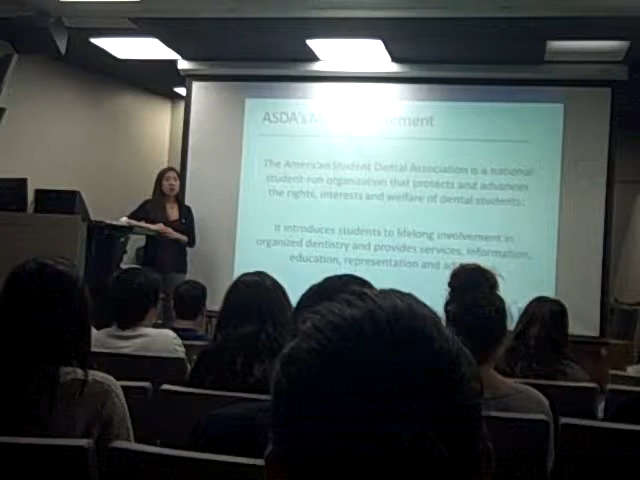 ASDA's Mission Statement
The American Student Dental Association is a national
student-run organization that protects and advances
the rights, interests and welfare of dental students.
It introduces students to lifelong involvement in
organized dentistry and provides services, information,
education, representation and